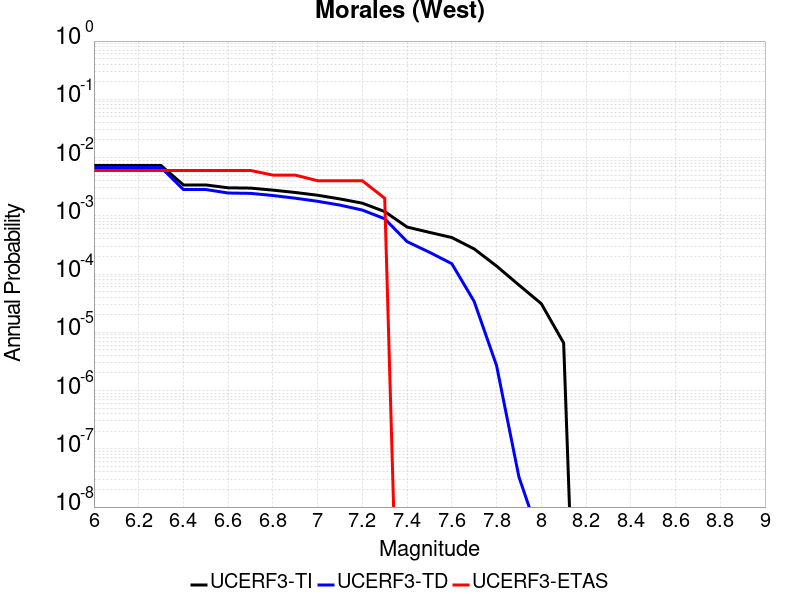 Morales (West)
10^0
10^-1
10^-2
10^-3
10^-4
10^-5
10^-6
10^-7
10^-8
Annual Probability
6 6.2 6.4 6.6 6.8 7 7.2 7.4 7.6 7.8 8 8.2 8.4 8.6 8.8 9
Magnitude
UCERF3-TI UCERF3-TD UCERF3-ETAS